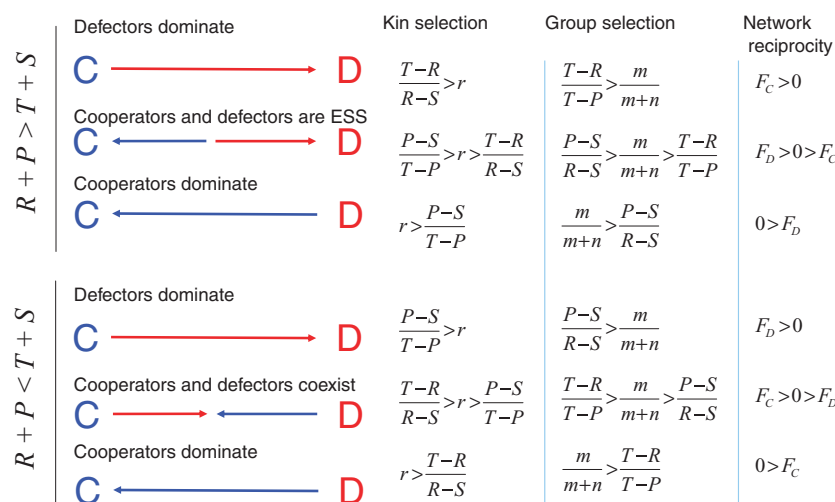 Kin selection
Group selection
Network reciprocity
R + P > T + S
Defectors dominate
C D
T−R/R−S > r
T−R/T−P > m/m+n
F_C > 0
Cooperators and defectors are ESS
C D
P−S/T−P > r > T−R/R−S
P−S/R−S > m/m+n > T−R/T−P
F_D > 0 > F_C
Cooperators dominate
C D
r > P−S/T−P
m/m+n > P−S/R−S
0 > F_D
R + P < T + S
Defectors dominate
C D
P−S/T−P > r
P−S/R−S > m/m+n
F_D > 0
Cooperators and defectors coexist
C D
T−R/R−S > r > P−S/T−P
T−R/T−P > m/m+n > P−S/R−S
F_C > 0 > F_D
Cooperators dominate
C D
r > T−R/R−S
m/m+n > T−R/T−P
0 > F_C